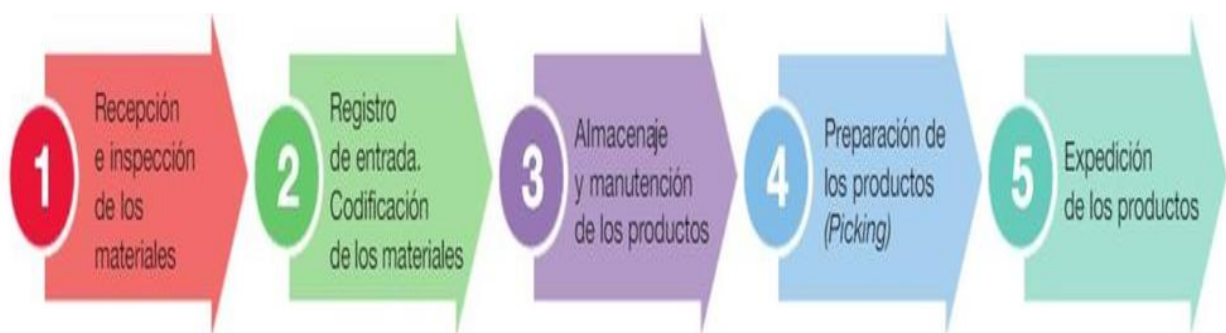 1
Recepción
e inspección
de los
materiales
2
Registro
de entrada.
Codificación
de los materiales
3
Almacenaje
y manutención
de los productos
4
Preparación de
los productos
(Picking)
5
Expedición
de los productos